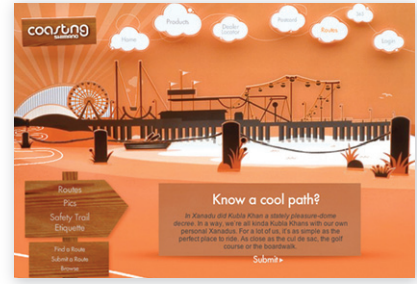 coasting
SHIMANO
Home
Products
Dealer
Locator
Featured
Routes
Login
Routes
Pics
Safety Trail
Etiquette
Find a Route
Submit a Route
Browse
Know a cool path?
In Xanadu did Kubla Khan a stately pleasure-dome
decree. In a way, we're all kinda Kubla Khans with our own
personal Xanadus. For a lot of us, it's as simple as the
perfect place to ride. As close as the cul de sac, the golf
course or the boardwalk.
Submit»